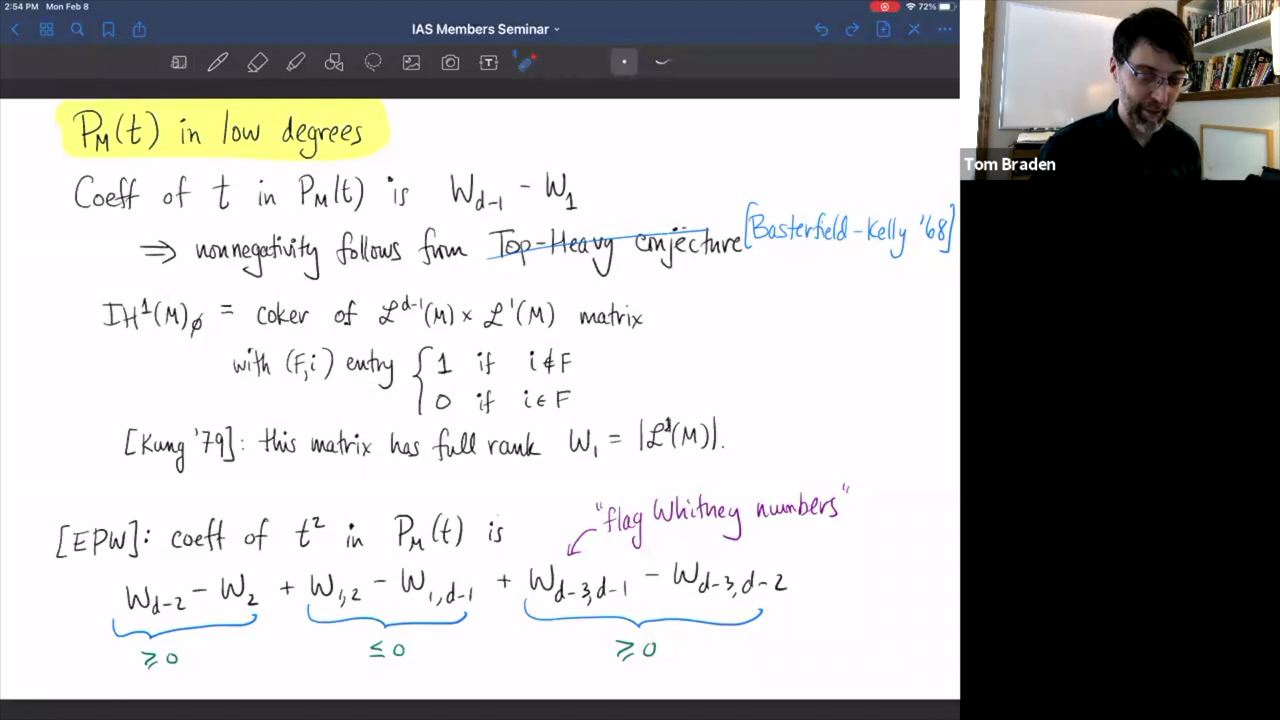 2:54 PM Mon Feb 8
72%
IAS Members Seminar
P_M(t) in low degrees
Coeff of t in P_M(t) is W_{d-1} - W_1
⟹ nonnegativity follows from Top-Heavy conjecture [Basterfield-Kelly '68]
IH^1(M)_∅ = coker of ℒ^{d-1}(M) × ℒ^1(M) matrix
with (F,i) entry { 1 if i ∉ F
0 if i ∈ F
[Kung '79]: this matrix has full rank W_1 = |ℒ^1(M)|.
"flag Whitney numbers"
[EPW]: coeff of t^2 in P_M(t) is
W_{d-2} - W_2 + W_{1,2} - W_{1,d-1} + W_{d-3,d-1} - W_{d-3,d-2}
≥ 0 ≤ 0 ≥ 0
Tom Braden